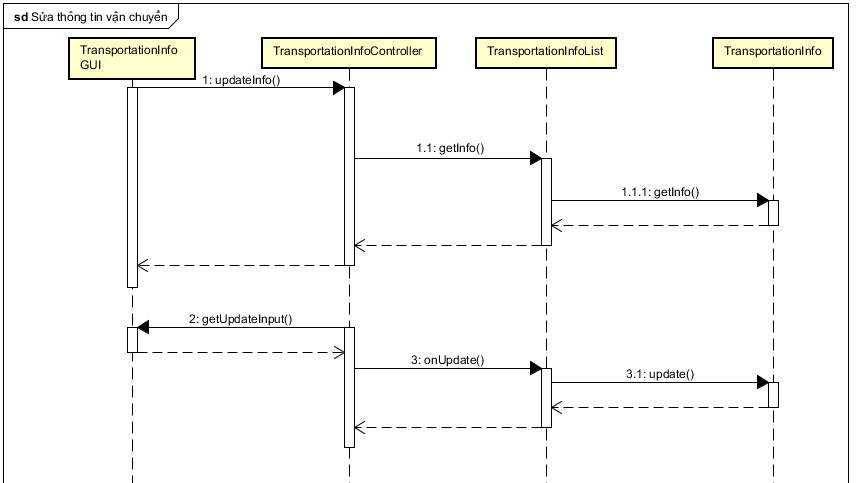 sd Sửa thông tin vận chuyển
TransportationInfo
GUI
TransportationInfoController
TransportationInfoList
TransportationInfo
1: updateInfo()
1.1: getInfo()
1.1.1: getInfo()
2: getUpdateInput()
3: onUpdate()
3.1: update()